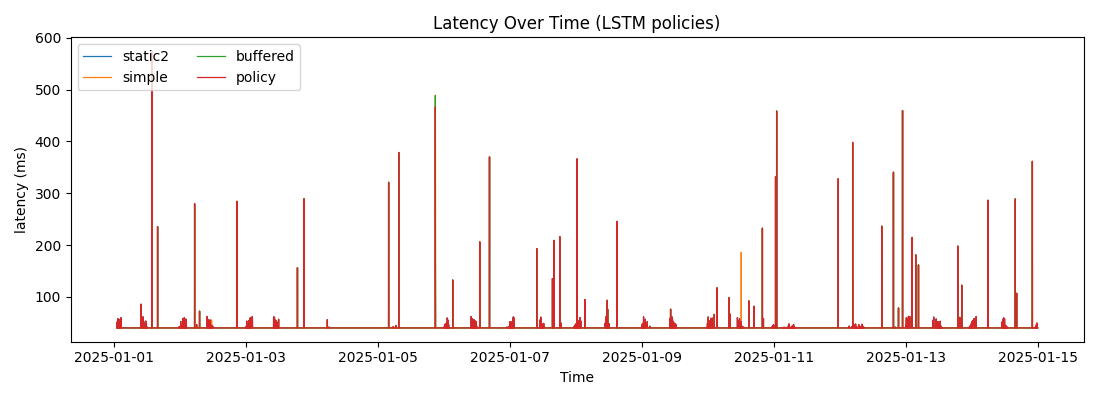 Latency Over Time (LSTM policies)
static2 buffered
simple policy
latency (ms)
600
500
400
300
200
100
2025-01-01 2025-01-03 2025-01-05 2025-01-07 2025-01-09 2025-01-11 2025-01-13 2025-01-15
Time